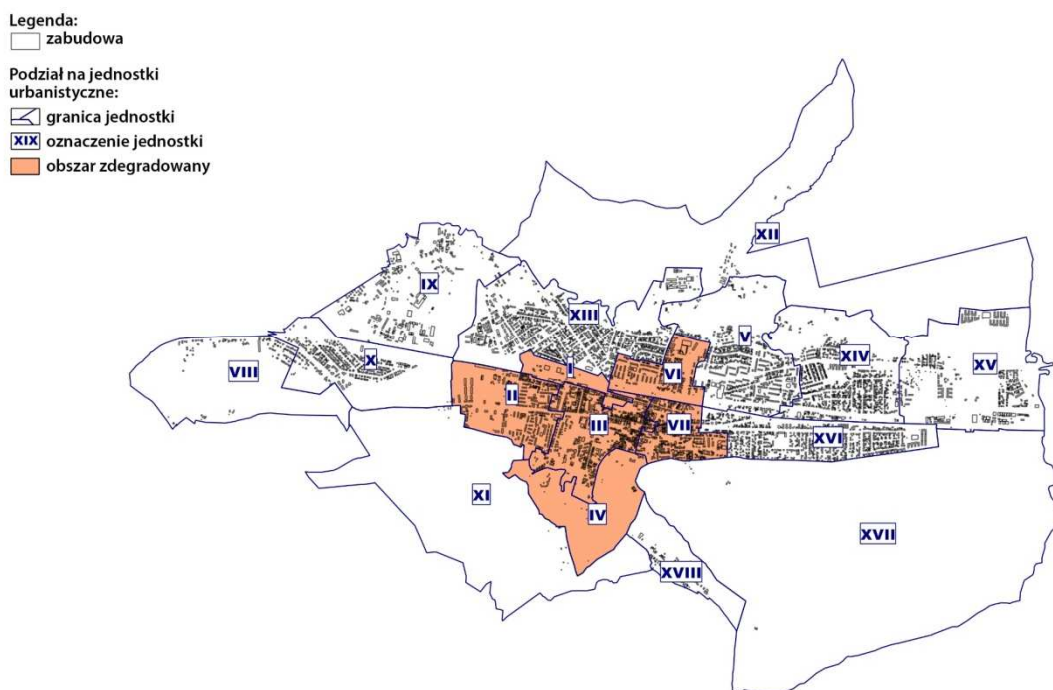 Legenda:
zabudowa
Podział na jednostki
urbanistyczne:
granica jednostki
XIX oznaczenie jednostki
obszar zdegradowany
XII
IX
XIII
V
XIV
VIII
X
I
VI
XV
II
III
VII
XVI
XI
IV
XVII
XVIII